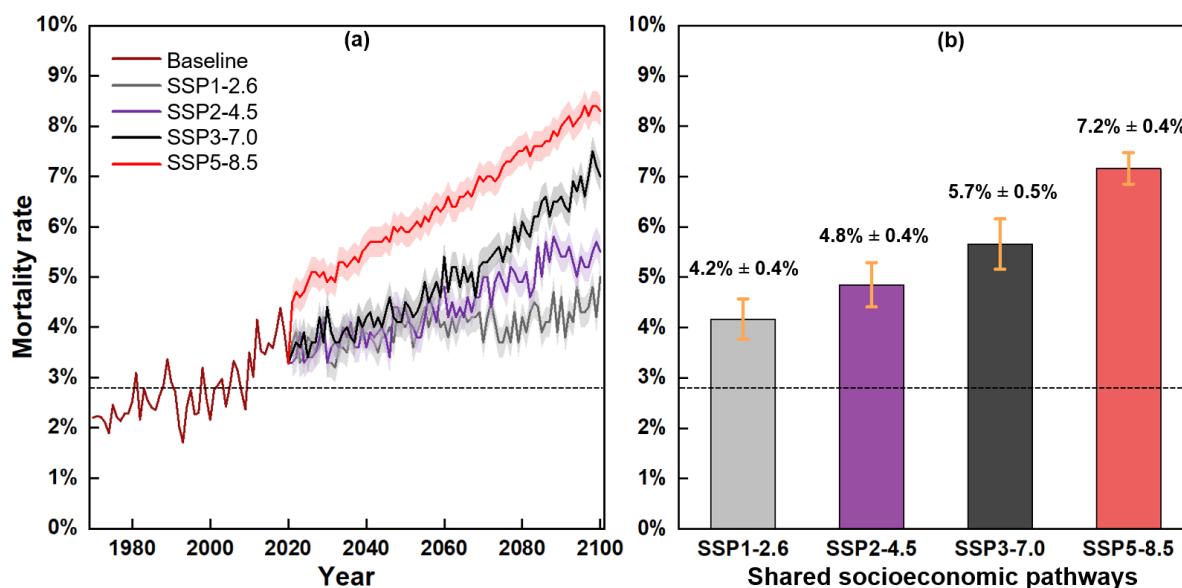 (a)
10%
9%
8%
7%
6%
5%
4%
3%
2%
1%
0%
Mortality rate
Baseline
SSP1-2.6
SSP2-4.5
SSP3-7.0
SSP5-8.5
1980 2000 2020 2040 2060 2080 2100
Year
(b)
10%
9%
8%
7%
6%
5%
4%
3%
2%
1%
0%
4.2% ± 0.4%
4.8% ± 0.4%
5.7% ± 0.5%
7.2% ± 0.4%
SSP1-2.6 SSP2-4.5 SSP3-7.0 SSP5-8.5
Shared socioeconomic pathways